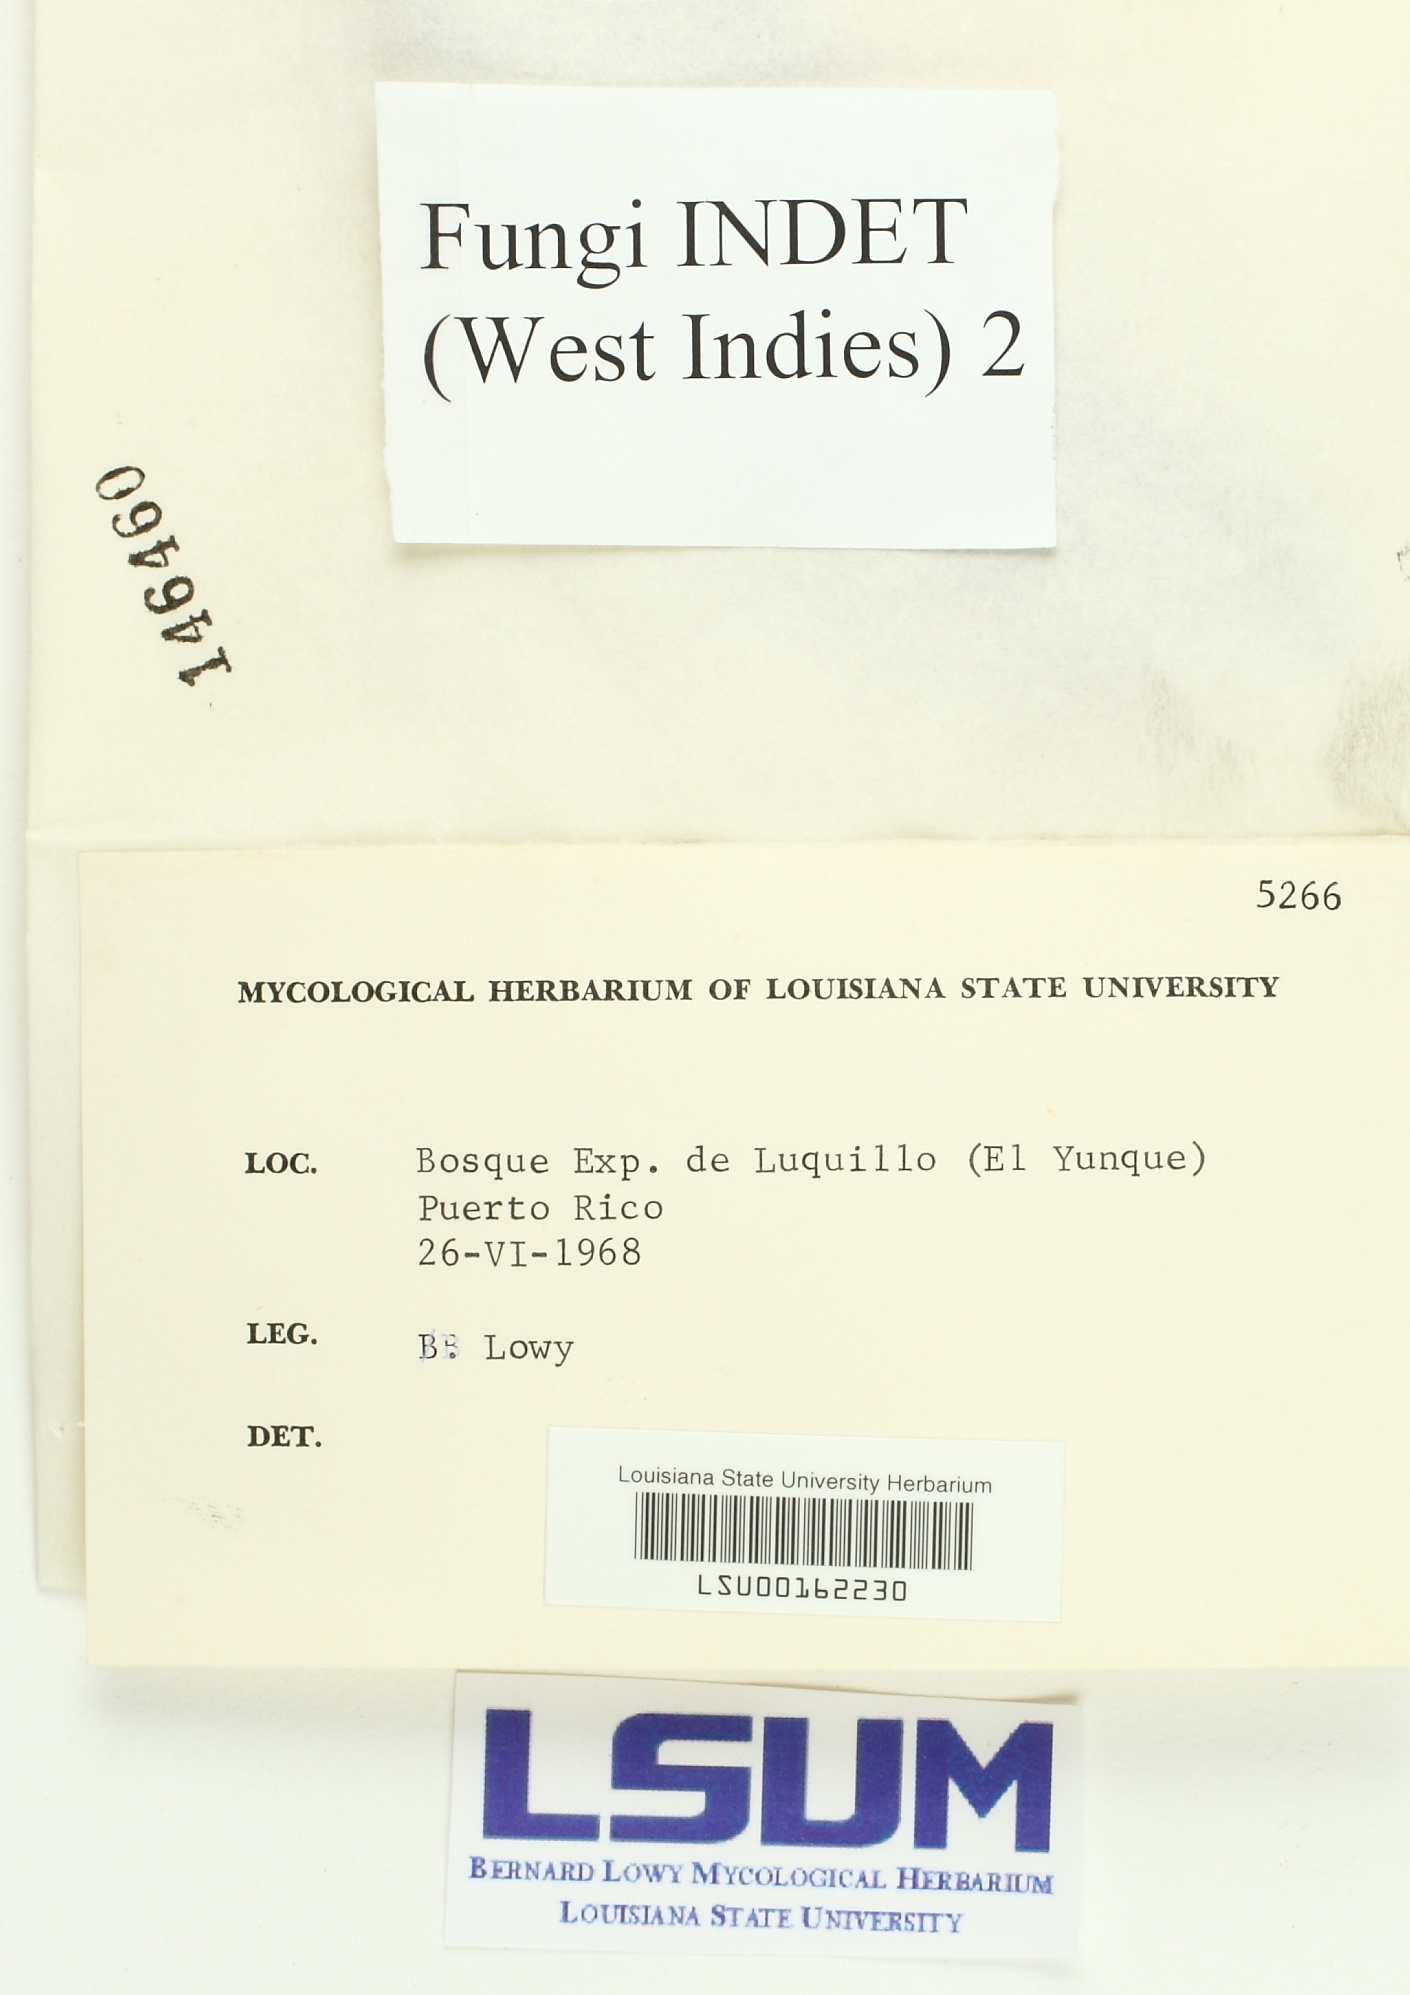 Fungi INDET
(West Indies) 2
146460
5266
MYCOLOGICAL HERBARIUM OF LOUISIANA STATE UNIVERSITY
LOC. Bosque Exp. de Luquillo (El Yunque)
Puerto Rico
26-VI-1968
LEG. B. Lowy
DET.
Louisiana State University Herbarium
LSU00162230
LSUM
BERNARD LOWY MYCOLOGICAL HERBARIUM
LOUISIANA STATE UNIVERSITY